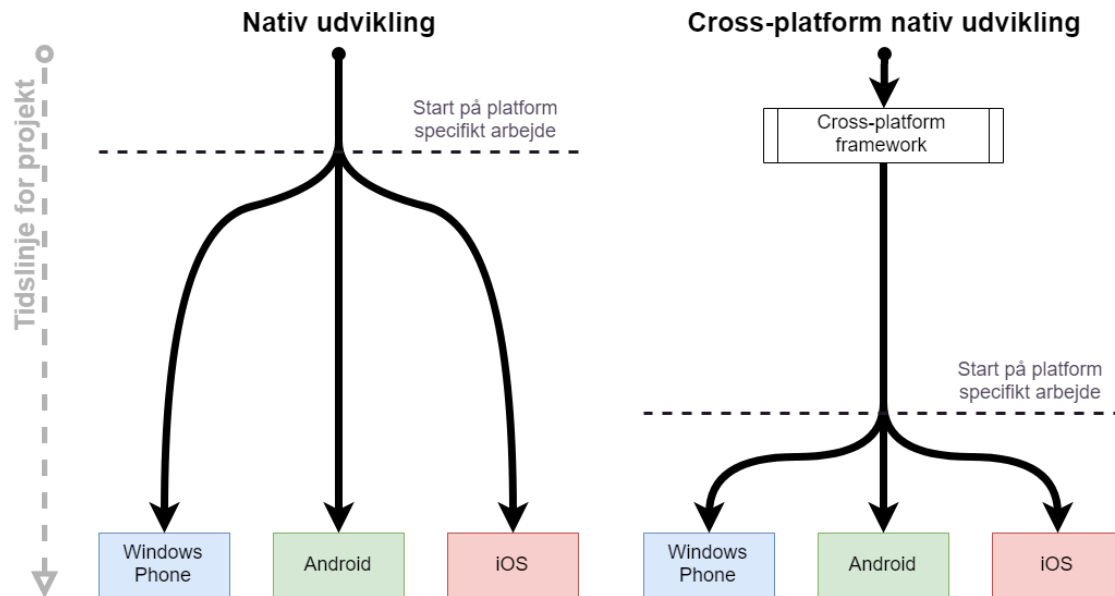 Nativ udvikling
Cross-platform nativ udvikling
Tidslinje for projekt
Start på platform
specifikt arbejde
Cross-platform
framework
Start på platform
specifikt arbejde
Windows
Phone
Android
iOS
Windows
Phone
Android
iOS